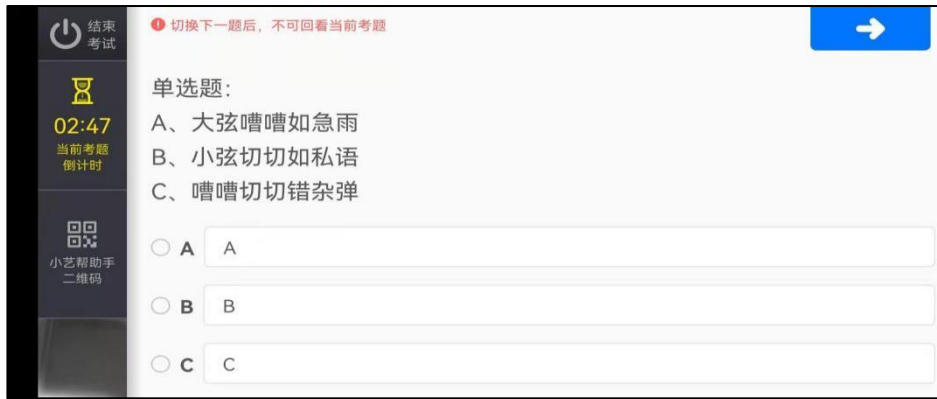 结束
考试
切换下一题后，不可回看当前考题
02:47
当前考题
倒计时
小艺帮助手
二维码
单选题：
A、大弦嘈嘈如急雨
B、小弦切切如私语
C、嘈嘈切切错杂弹
A A
B B
C C